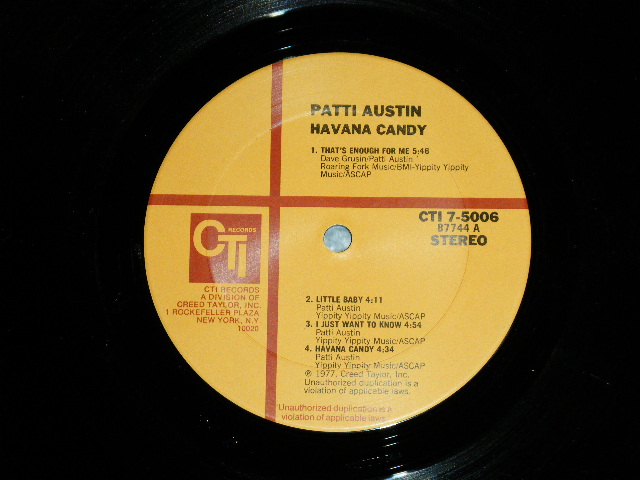 PATTI AUSTIN
HAVANA CANDY
1. THAT'S ENOUGH FOR ME 5:46
Dave Grusin/Patti Austin
Roaring Fork Music/BMI-Yippity Yippity
Music/ASCAP
CTI 7-5006
87744 A
STEREO
CTI RECORDS
CTI RECORDS
A DIVISION OF
CREED TAYLOR, INC.
1 ROCKEFELLER PLAZA
NEW YORK, N.Y.
10020
2. LITTLE BABY 4:11
Patti Austin
Yippity Yippity Music/ASCAP
3. I JUST WANT TO KNOW 4:54
Patti Austin
Yippity Yippity Music/ASCAP
4. HAVANA CANDY 4:34
Patti Austin
Yippity Yippity Music/ASCAP
℗ 1977, Creed Taylor, Inc.
Unauthorized duplication is a
violation of applicable laws.
Unauthorized duplication is a
violation of applicable laws.